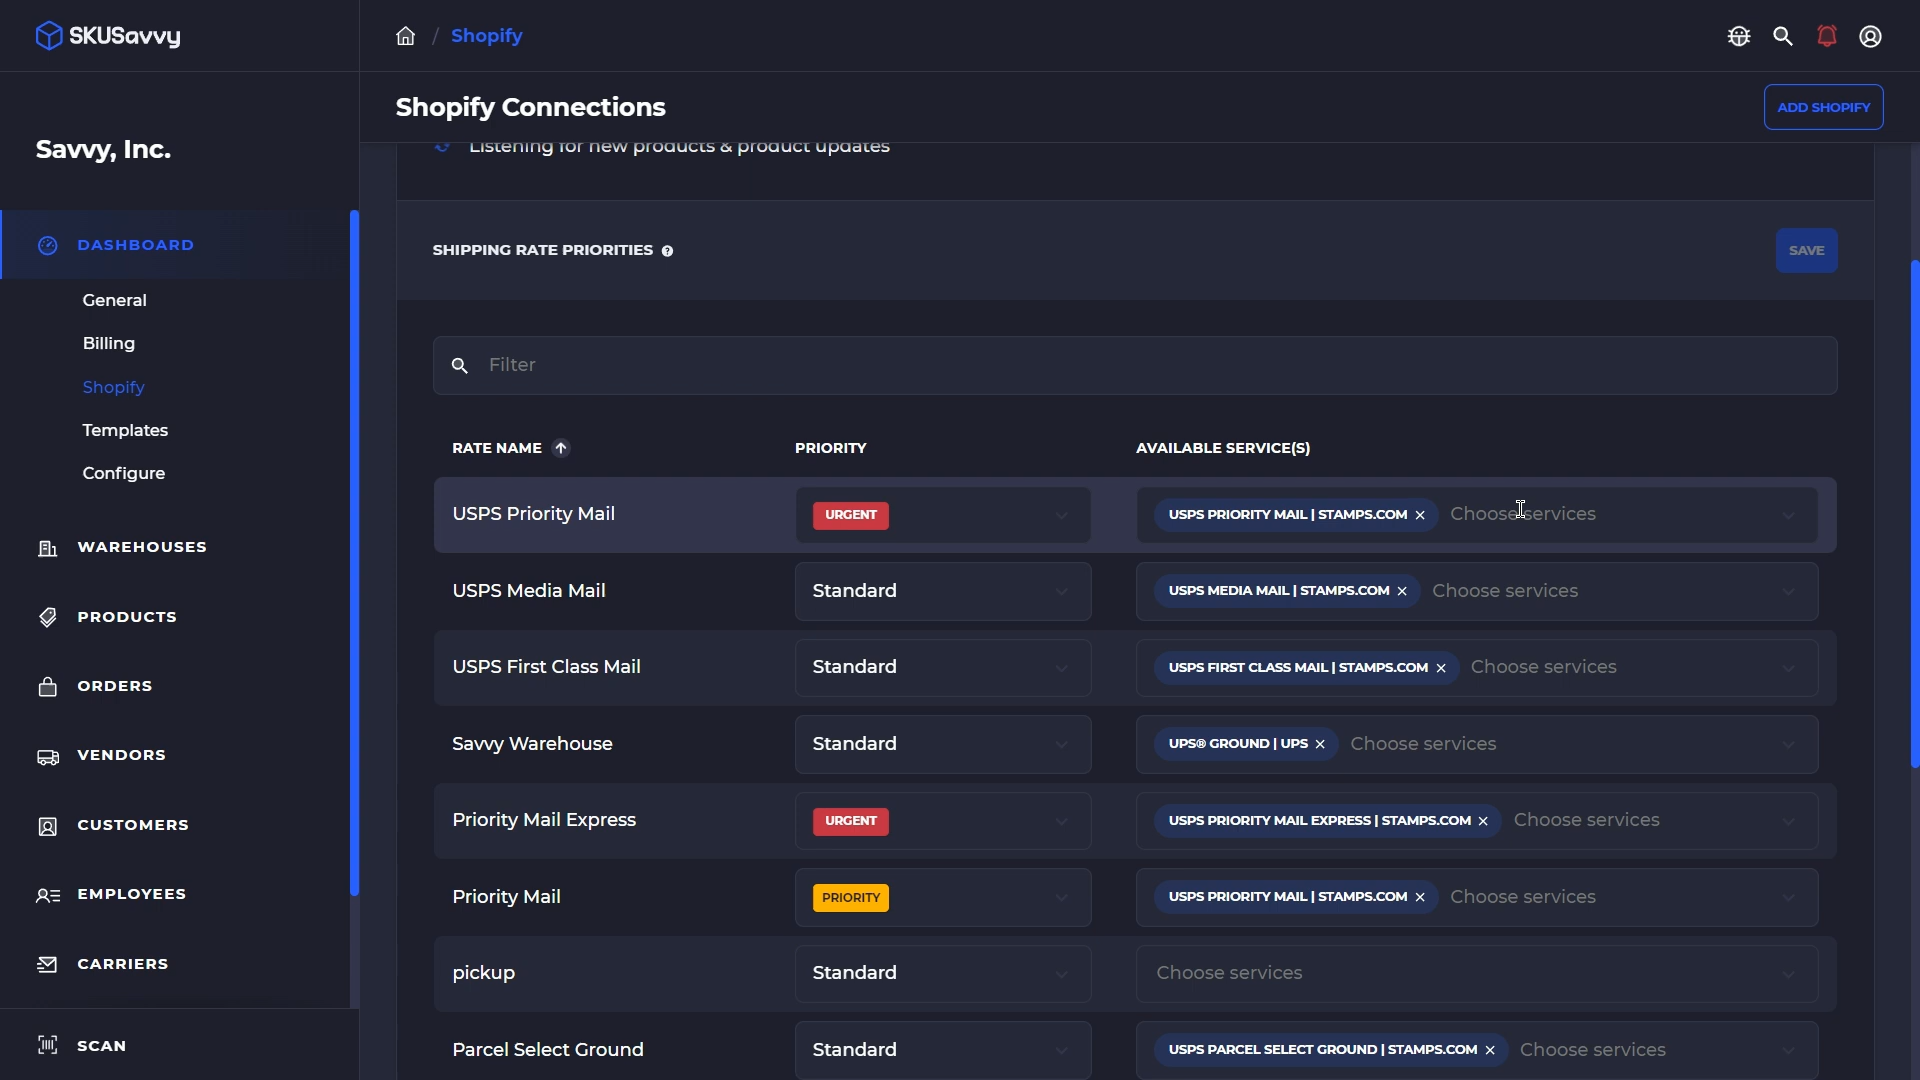 SKUSavvy
/ Shopify
Shopify Connections
ADD SHOPIFY
Savvy, Inc.
DASHBOARD
General
Billing
Shopify
Templates
Configure
WAREHOUSES
PRODUCTS
ORDERS
VENDORS
CUSTOMERS
EMPLOYEES
CARRIERS
SCAN
Listening for new products & product updates
SHIPPING RATE PRIORITIES
SAVE
Filter
RATE NAME PRIORITY AVAILABLE SERVICE(S)
USPS Priority Mail URGENT USPS PRIORITY MAIL | STAMPS.COM × Choose services
USPS Media Mail Standard USPS MEDIA MAIL | STAMPS.COM × Choose services
USPS First Class Mail Standard USPS FIRST CLASS MAIL | STAMPS.COM × Choose services
Savvy Warehouse Standard UPS® GROUND | UPS × Choose services
Priority Mail Express URGENT USPS PRIORITY MAIL EXPRESS | STAMPS.COM × Choose services
Priority Mail PRIORITY USPS PRIORITY MAIL | STAMPS.COM × Choose services
pickup Standard Choose services
Parcel Select Ground Standard USPS PARCEL SELECT GROUND | STAMPS.COM × Choose services